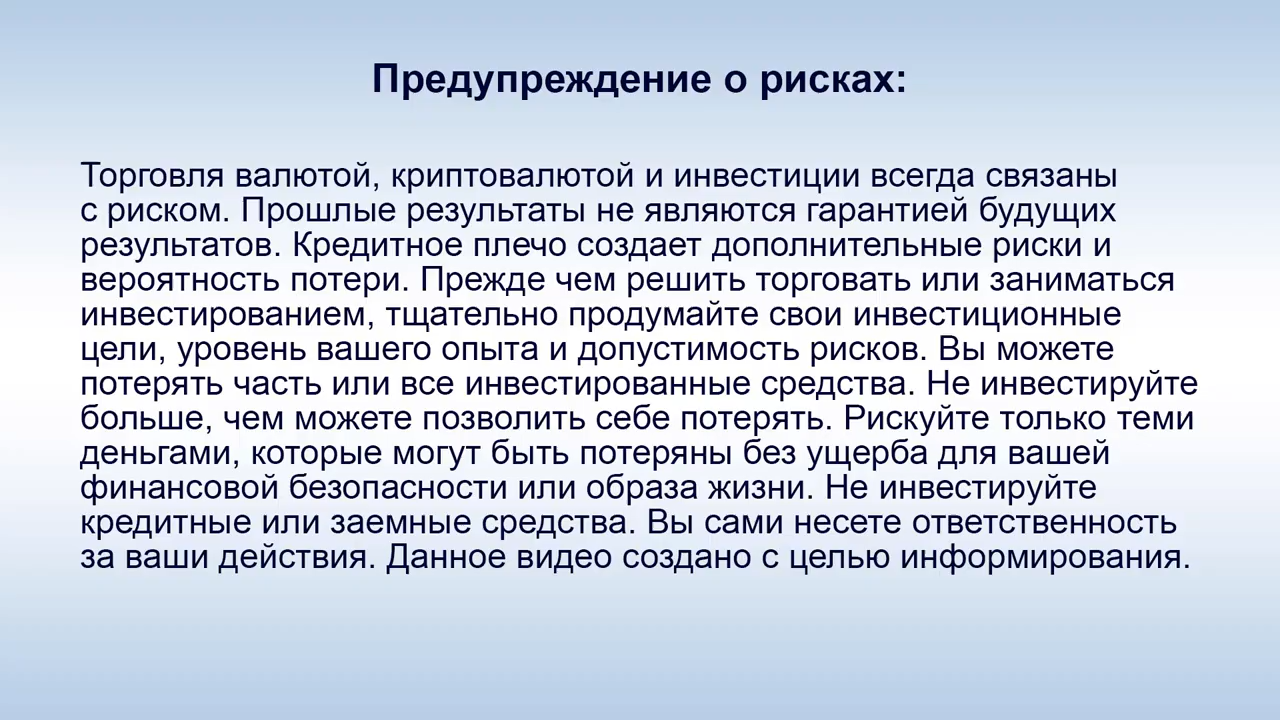 Предупреждение о рисках:
Торговля валютой, криптовалютой и инвестиции всегда связаны
с риском. Прошлые результаты не являются гарантией будущих
результатов. Кредитное плечо создает дополнительные риски и
вероятность потери. Прежде чем решить торговать или заниматься
инвестированием, тщательно продумайте свои инвестиционные
цели, уровень вашего опыта и допустимость рисков. Вы можете
потерять часть или все инвестированные средства. Не инвестируйте
больше, чем можете позволить себе потерять. Рискуйте только теми
деньгами, которые могут быть потеряны без ущерба для вашей
финансовой безопасности или образа жизни. Не инвестируйте
кредитные или заемные средства. Вы сами несете ответственность
за ваши действия. Данное видео создано с целью информирования.